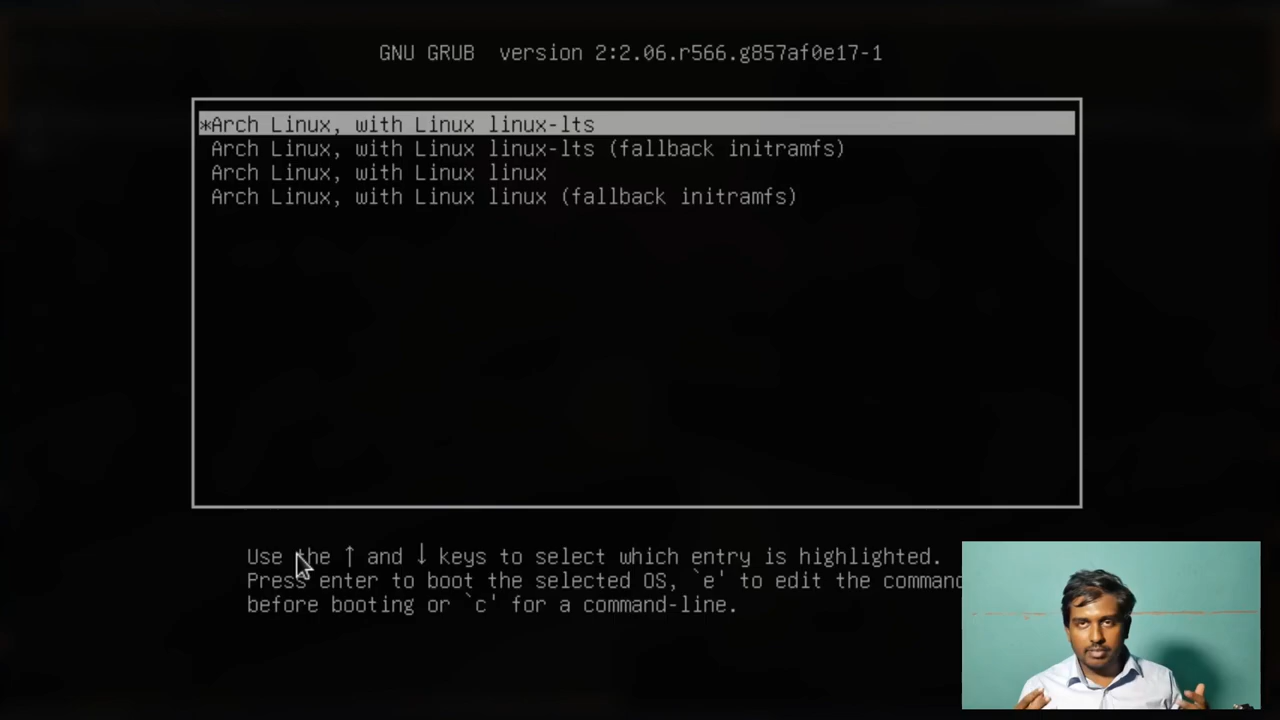 GNU GRUB version 2:2.06.r566.g857af0e17-1
*Arch Linux, with Linux linux-lts
Arch Linux, with Linux linux-lts (fallback initramfs)
Arch Linux, with Linux linux
Arch Linux, with Linux linux (fallback initramfs)
Use the ↑ and ↓ keys to select which entry is highlighted.
Press enter to boot the selected OS, `e' to edit the command
before booting or `c' for a command-line.